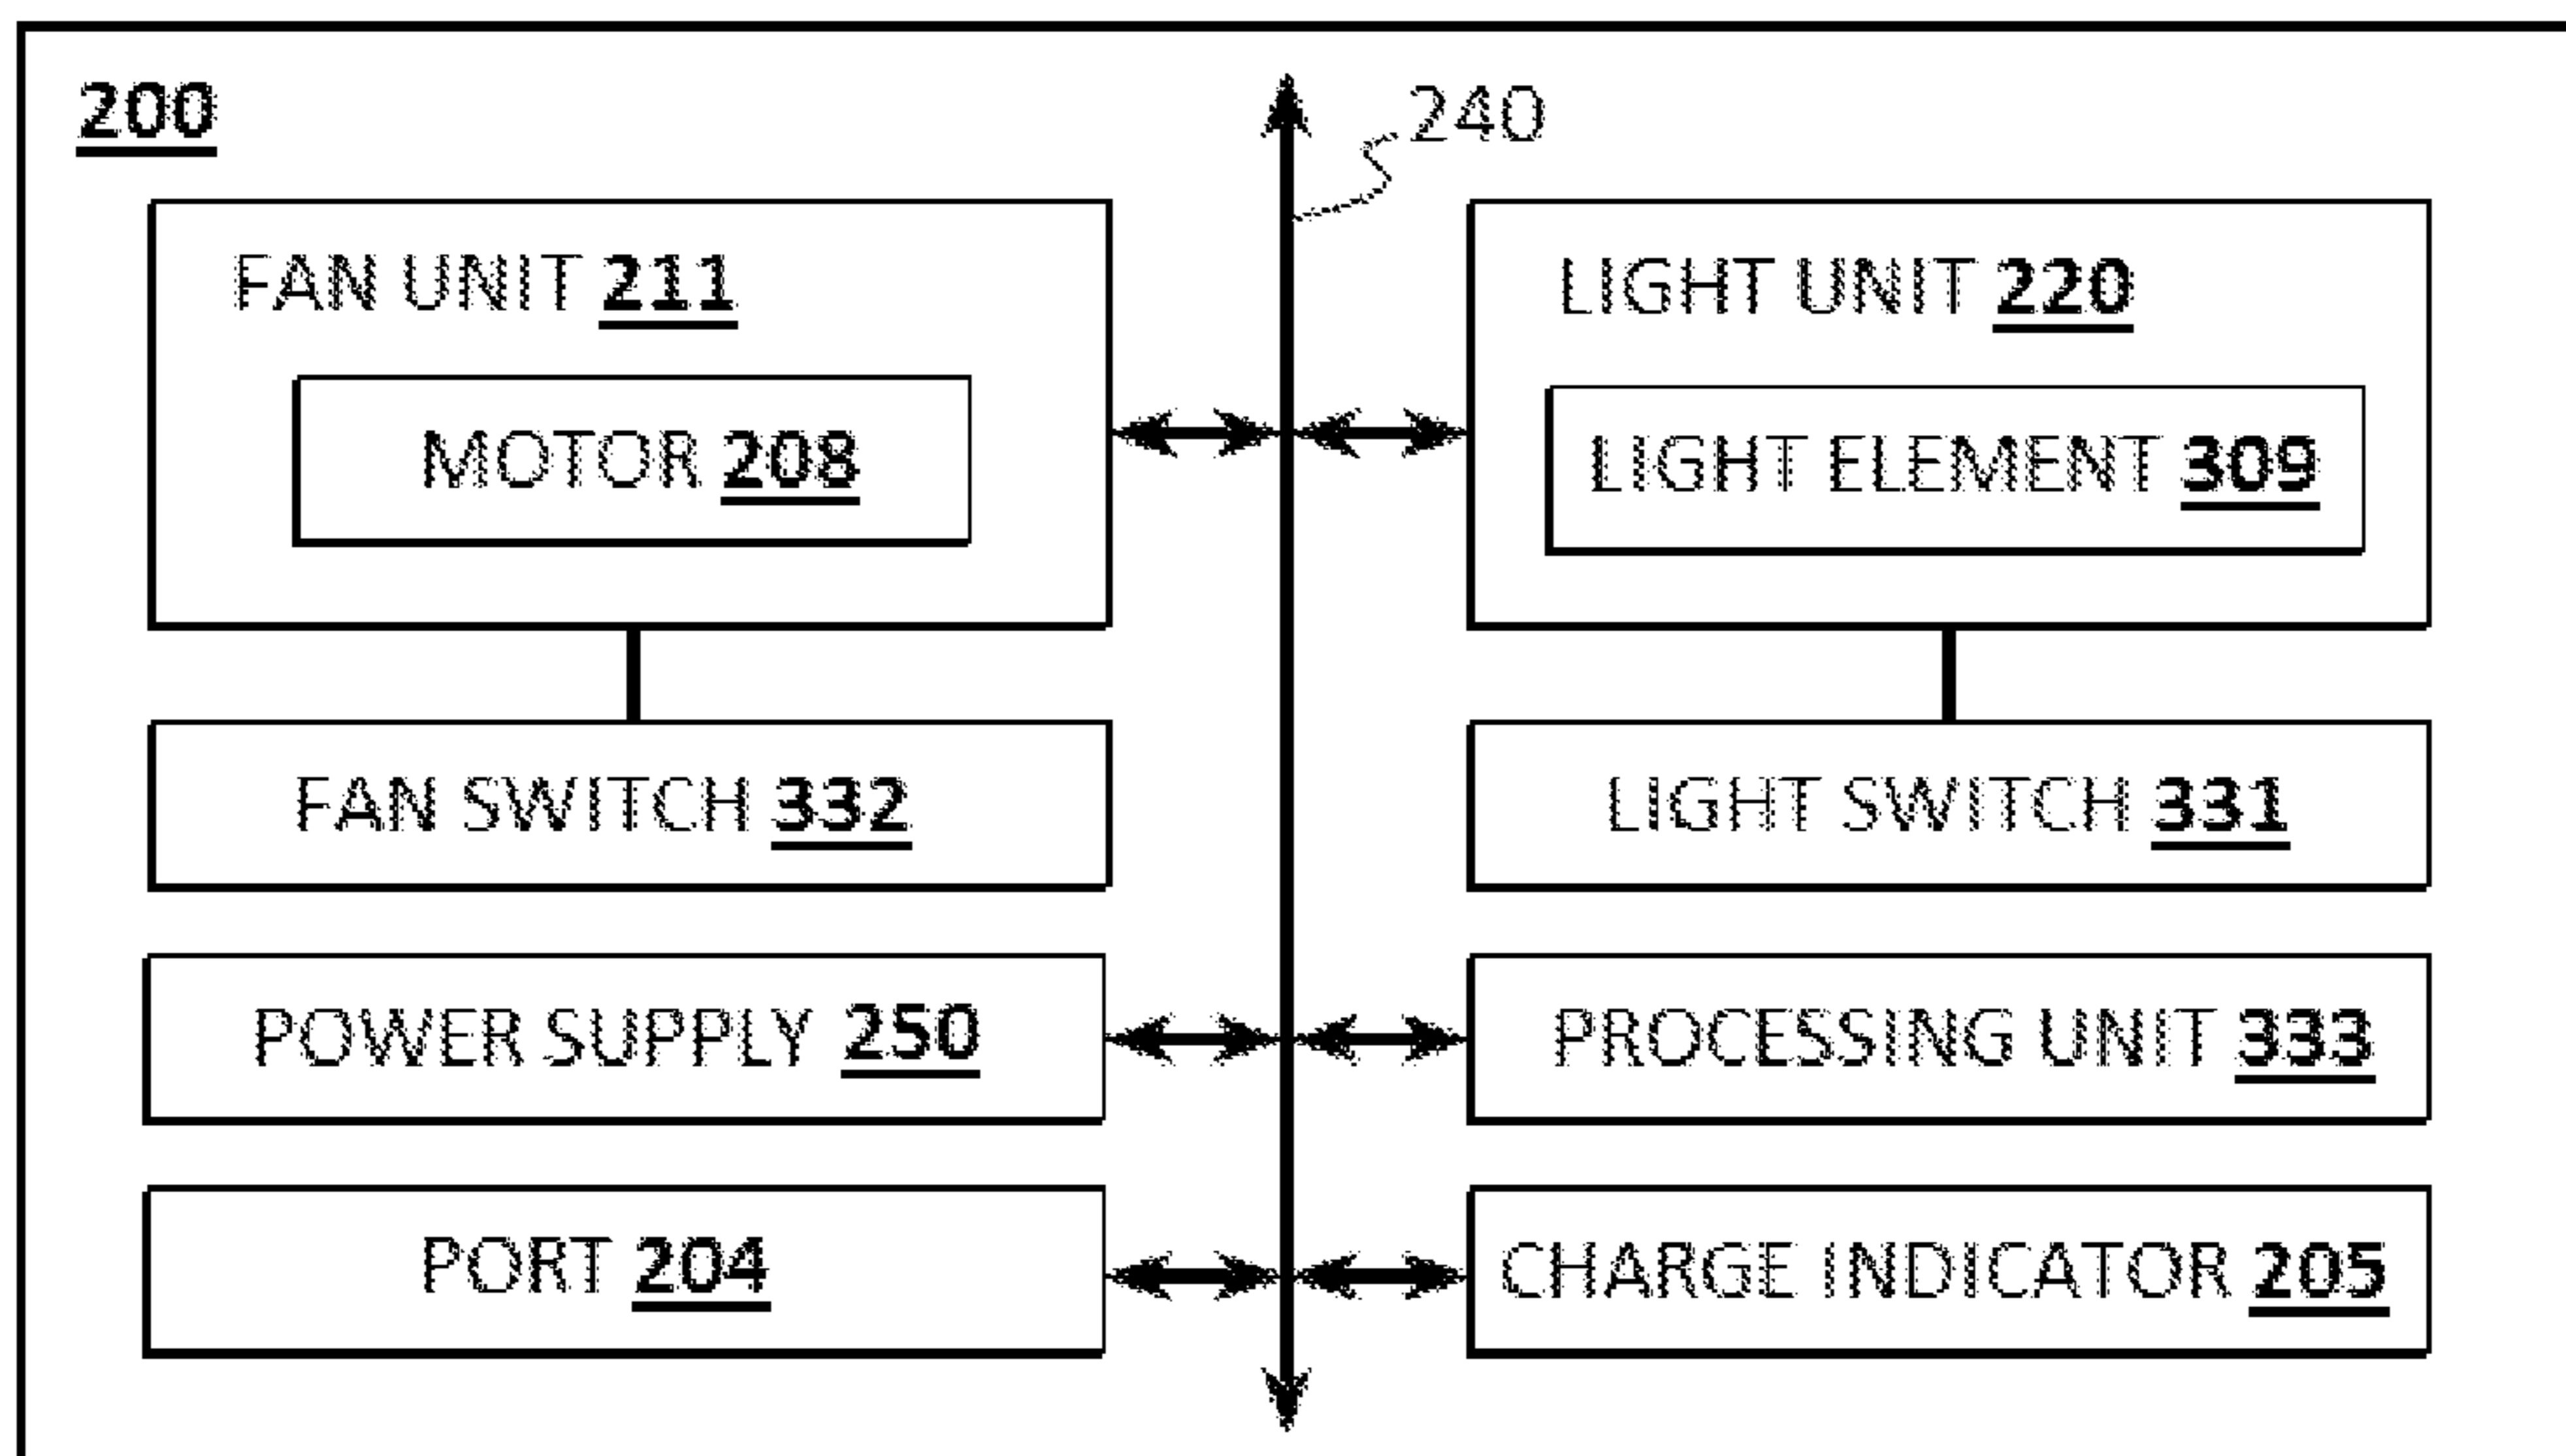 200
240
FAN UNIT 211
MOTOR 208
LIGHT UNIT 220
LIGHT ELEMENT 309
FAN SWITCH 332
LIGHT SWITCH 331
POWER SUPPLY 250
PROCESSING UNIT 333
PORT 204
CHARGE INDICATOR 205